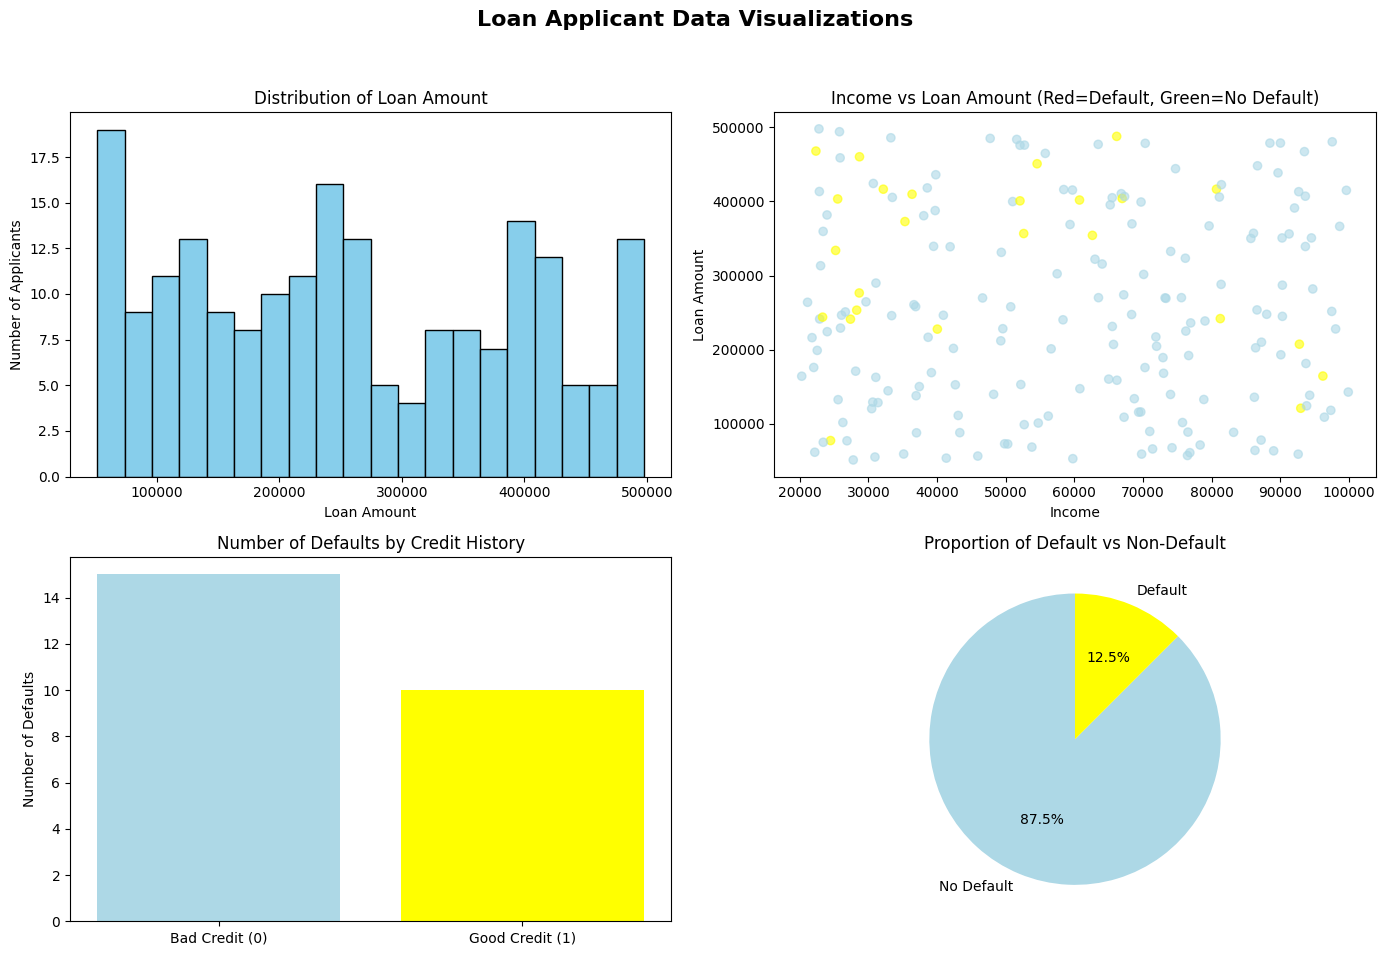 Loan Applicant Data Visualizations
Distribution of Loan Amount
Number of Applicants
17.5
15.0
12.5
10.0
7.5
5.0
2.5
0.0
100000 200000 300000 400000 500000
Loan Amount
Income vs Loan Amount (Red=Default, Green=No Default)
Loan Amount
500000
400000
300000
200000
100000
20000 30000 40000 50000 60000 70000 80000 90000 100000
Income
Number of Defaults by Credit History
Number of Defaults
14
12
10
8
6
4
2
0
Bad Credit (0) Good Credit (1)
Proportion of Default vs Non-Default
Default
12.5%
87.5%
No Default